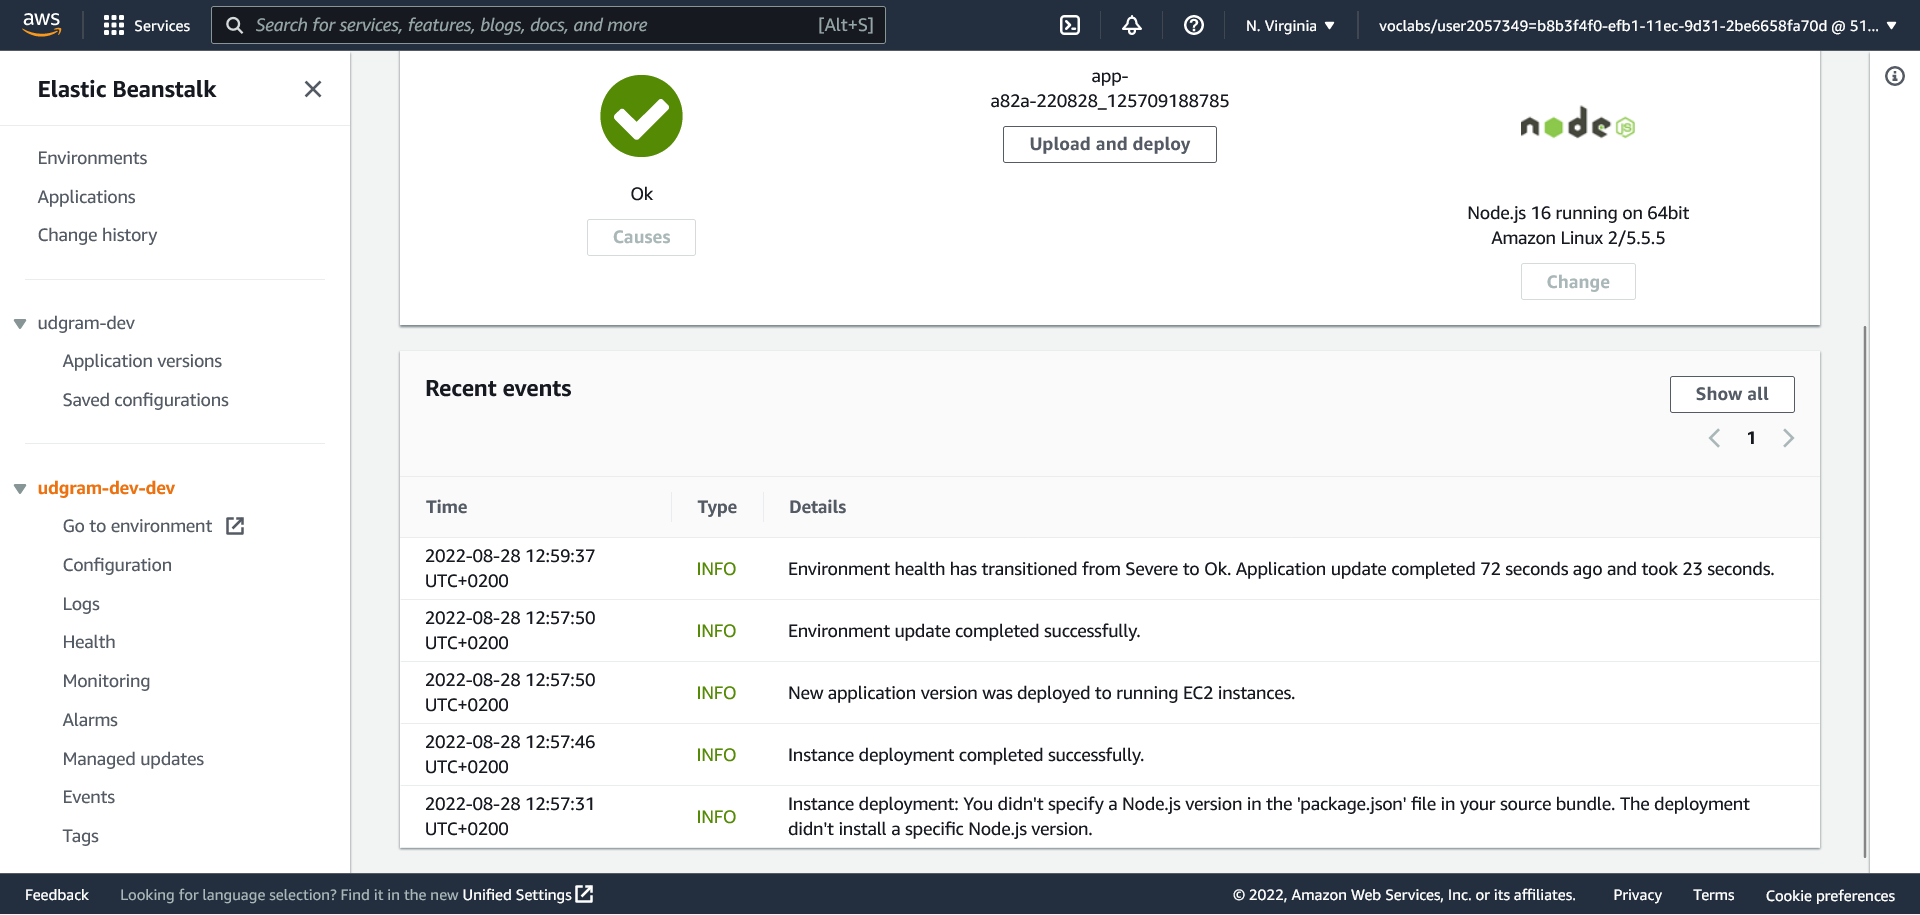 aws
Services
Search for services, features, blogs, docs, and more
[Alt+S]
N. Virginia
voclabs/user2057349=b8b3f4f0-efb1-11ec-9d31-2be6658fa70d @ 51...
Elastic Beanstalk
Environments
Applications
Change history
udgram-dev
Application versions
Saved configurations
udgram-dev-dev
Go to environment
Configuration
Logs
Health
Monitoring
Alarms
Managed updates
Events
Tags
Ok
Causes
app-
a82a-220828_125709188785
Upload and deploy
node JS
Node.js 16 running on 64bit
Amazon Linux 2/5.5.5
Change
Recent events
Show all
1
Time Type Details
2022-08-28 12:59:37
UTC+0200
INFO
Environment health has transitioned from Severe to Ok. Application update completed 72 seconds ago and took 23 seconds.
2022-08-28 12:57:50
UTC+0200
INFO
Environment update completed successfully.
2022-08-28 12:57:50
UTC+0200
INFO
New application version was deployed to running EC2 instances.
2022-08-28 12:57:46
UTC+0200
INFO
Instance deployment completed successfully.
2022-08-28 12:57:31
UTC+0200
INFO
Instance deployment: You didn't specify a Node.js version in the 'package.json' file in your source bundle. The deployment
didn't install a specific Node.js version.
Feedback
Looking for language selection? Find it in the new Unified Settings
© 2022, Amazon Web Services, Inc. or its affiliates.
Privacy
Terms
Cookie preferences